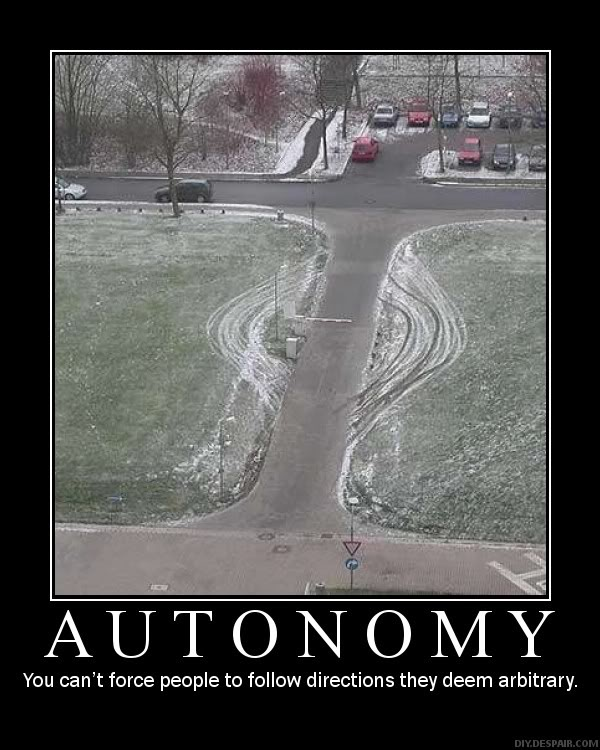 AUTONOMY
You can't force people to follow directions they deem arbitrary.
DIY.DESPAIR.COM